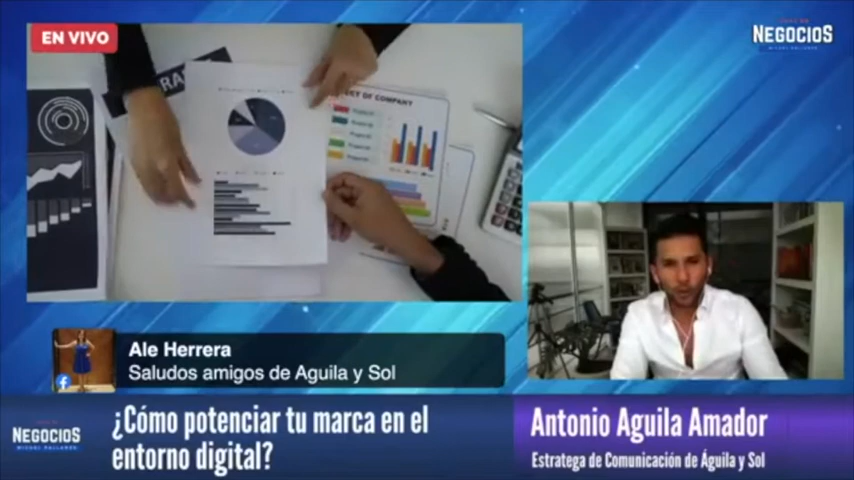 EN VIVO
NEGOCIOS
CT OF COMPANY
Ale Herrera
Saludos amigos de Aguila y Sol
NEGOCIOS
¿Cómo potenciar tu marca en el
entorno digital?
Antonio Aguila Amador
Estratega de Comunicación de Águila y Sol